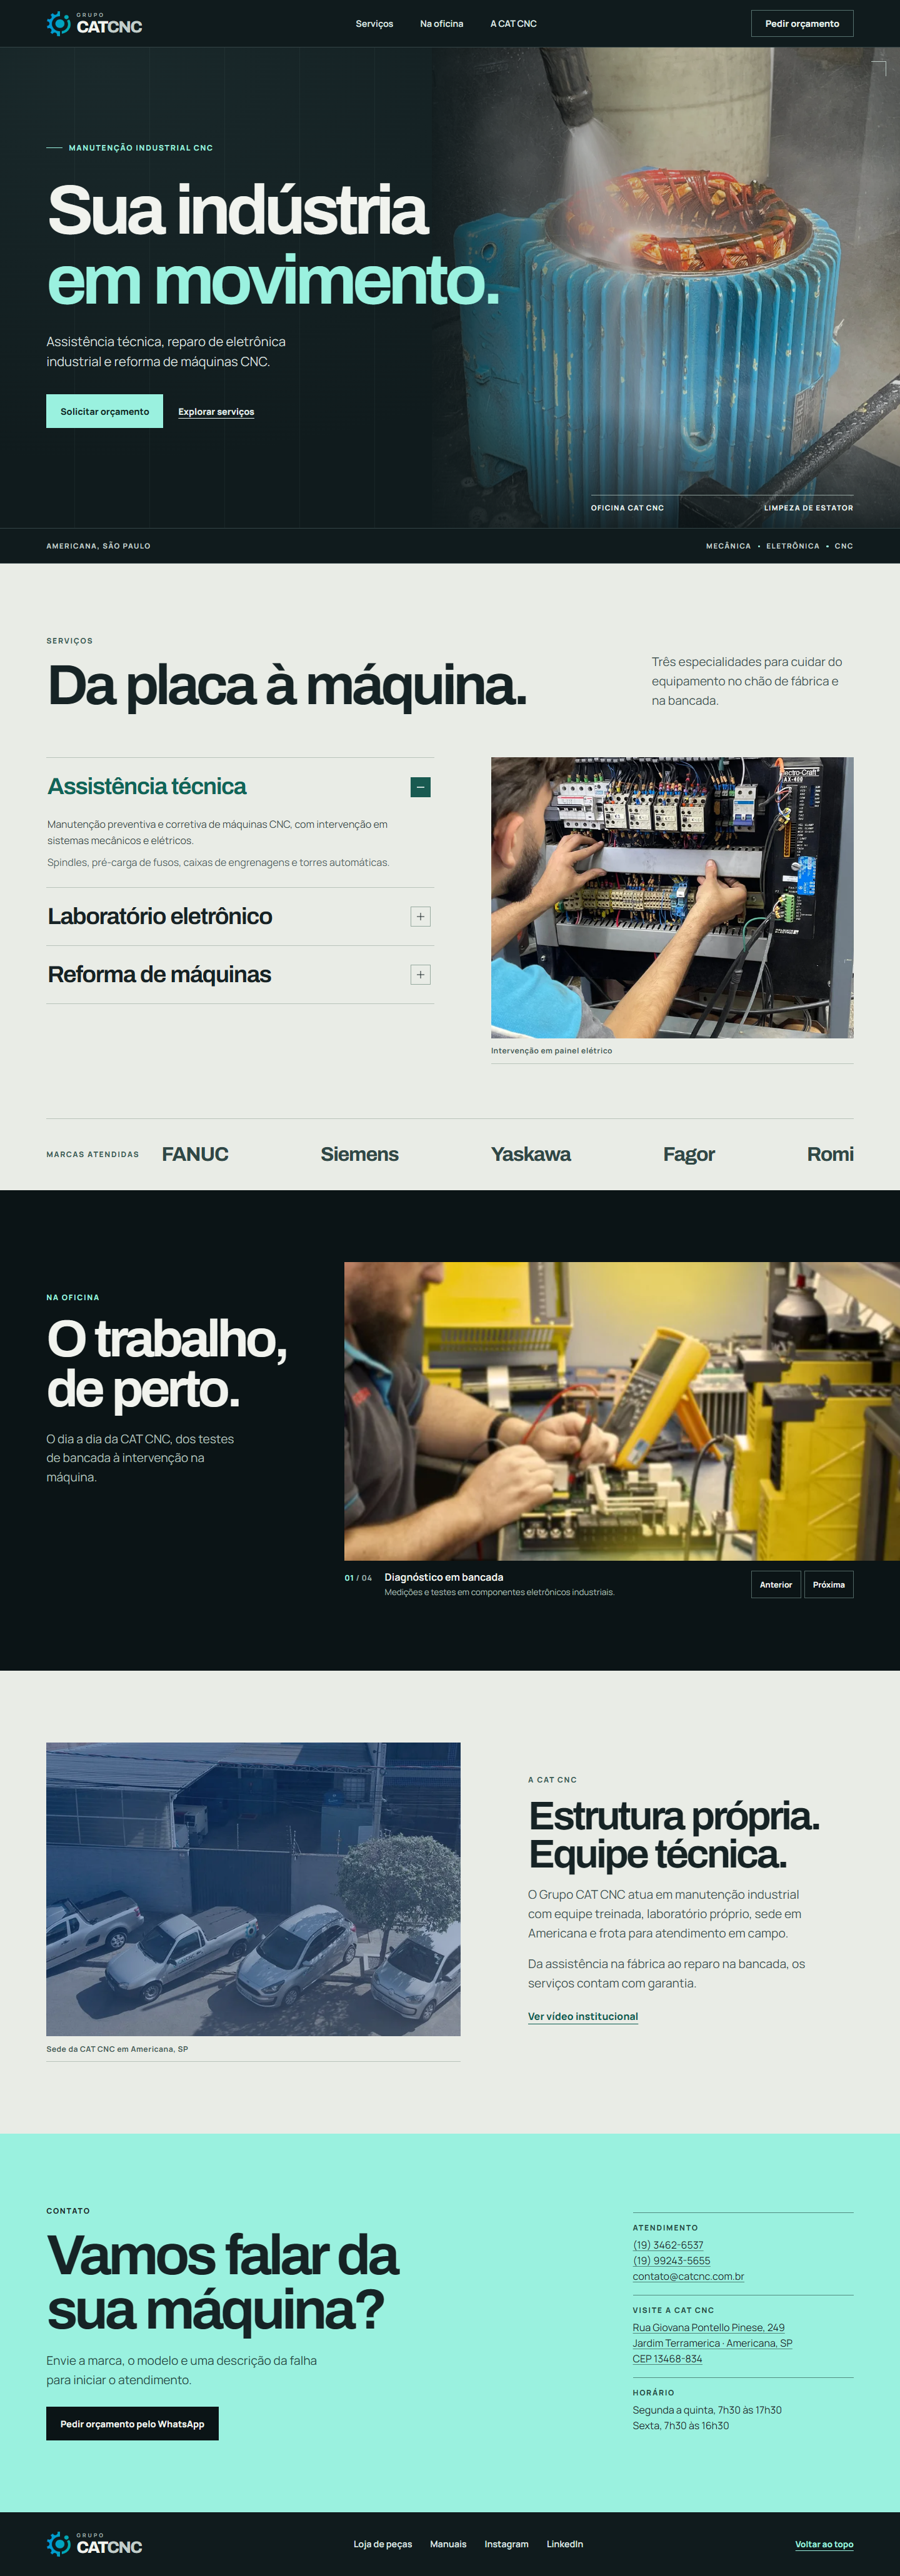 GRUPO
CATCNC
Serviços
Na oficina
A CAT CNC
Pedir orçamento
MANUTENÇÃO INDUSTRIAL CNC
Sua indústria
em movimento.
Assistência técnica, reparo de eletrônica
industrial e reforma de máquinas CNC.
Solicitar orçamento
Explorar serviços
OFICINA CAT CNC
LIMPEZA DE ESTATOR
AMERICANA, SÃO PAULO
MECÂNICA • ELETRÔNICA • CNC
SERVIÇOS
Da placa à máquina.
Três especialidades para cuidar do
equipamento no chão de fábrica e
na bancada.
Assistência técnica
Manutenção preventiva e corretiva de máquinas CNC, com intervenção em
sistemas mecânicos e elétricos.
Spindles, pré-carga de fusos, caixas de engrenagens e torres automáticas.
Laboratório eletrônico
Reforma de máquinas
Intervenção em painel elétrico
MARCAS ATENDIDAS
FANUC
Siemens
Yaskawa
Fagor
Romi
NA OFICINA
O trabalho,
de perto.
O dia a dia da CAT CNC, dos testes
de bancada à intervenção na
máquina.
01 / 04
Diagnóstico em bancada
Medições e testes em componentes eletrônicos industriais.
Anterior
Próxima
A CAT CNC
Estrutura própria.
Equipe técnica.
O Grupo CAT CNC atua em manutenção industrial
com equipe treinada, laboratório próprio, sede em
Americana e frota para atendimento em campo.
Da assistência na fábrica ao reparo na bancada, os
serviços contam com garantia.
Ver vídeo institucional
Sede da CAT CNC em Americana, SP
CONTATO
Vamos falar da
sua máquina?
Envie a marca, o modelo e uma descrição da falha
para iniciar o atendimento.
Pedir orçamento pelo WhatsApp
ATENDIMENTO
(19) 3462-6537
(19) 99243-5655
contato@catcnc.com.br
VISITE A CAT CNC
Rua Giovana Pontello Pinese, 249
Jardim Terramerica · Americana, SP
CEP 13468-834
HORÁRIO
Segunda a quinta, 7h30 às 17h30
Sexta, 7h30 às 16h30
GRUPO
CATCNC
Loja de peças
Manuais
Instagram
LinkedIn
Voltar ao topo